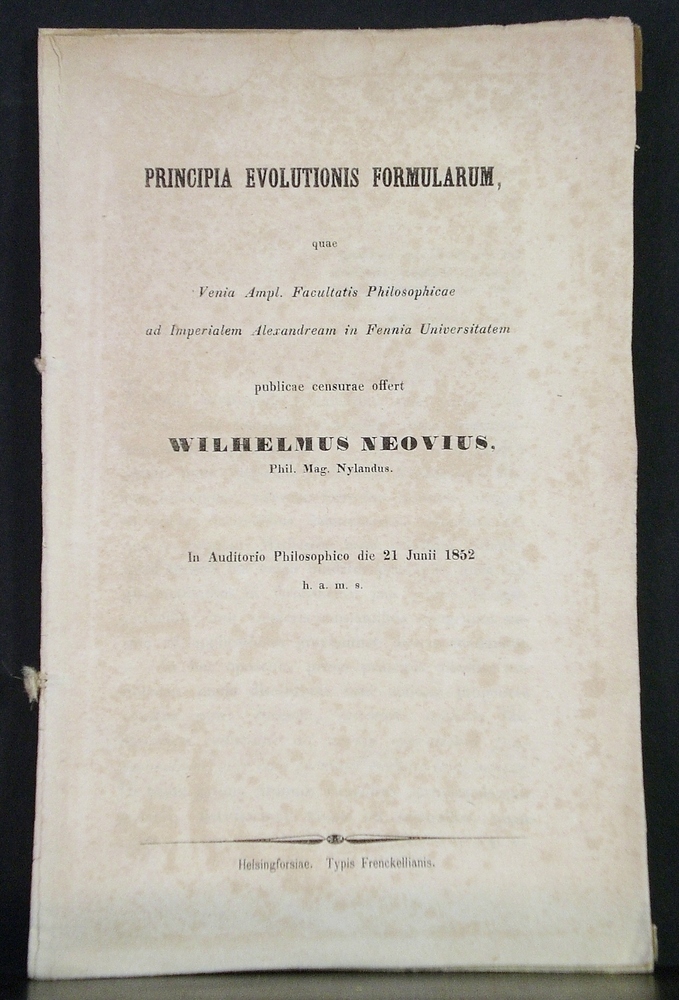 PRINCIPIA EVOLUTIONIS FORMULARUM,
quae
Venia Ampl. Facultatis Philosophicae
ad Imperialem Alexandream in Fennia Universitatem
publicae censurae offert
WILHELMUS NEOVIUS.
Phil. Mag. Nylandus.
In Auditorio Philosophico die 21 Junii 1852
h. a. m. s.
Helsingforsiae. Typis Frenckellianis.